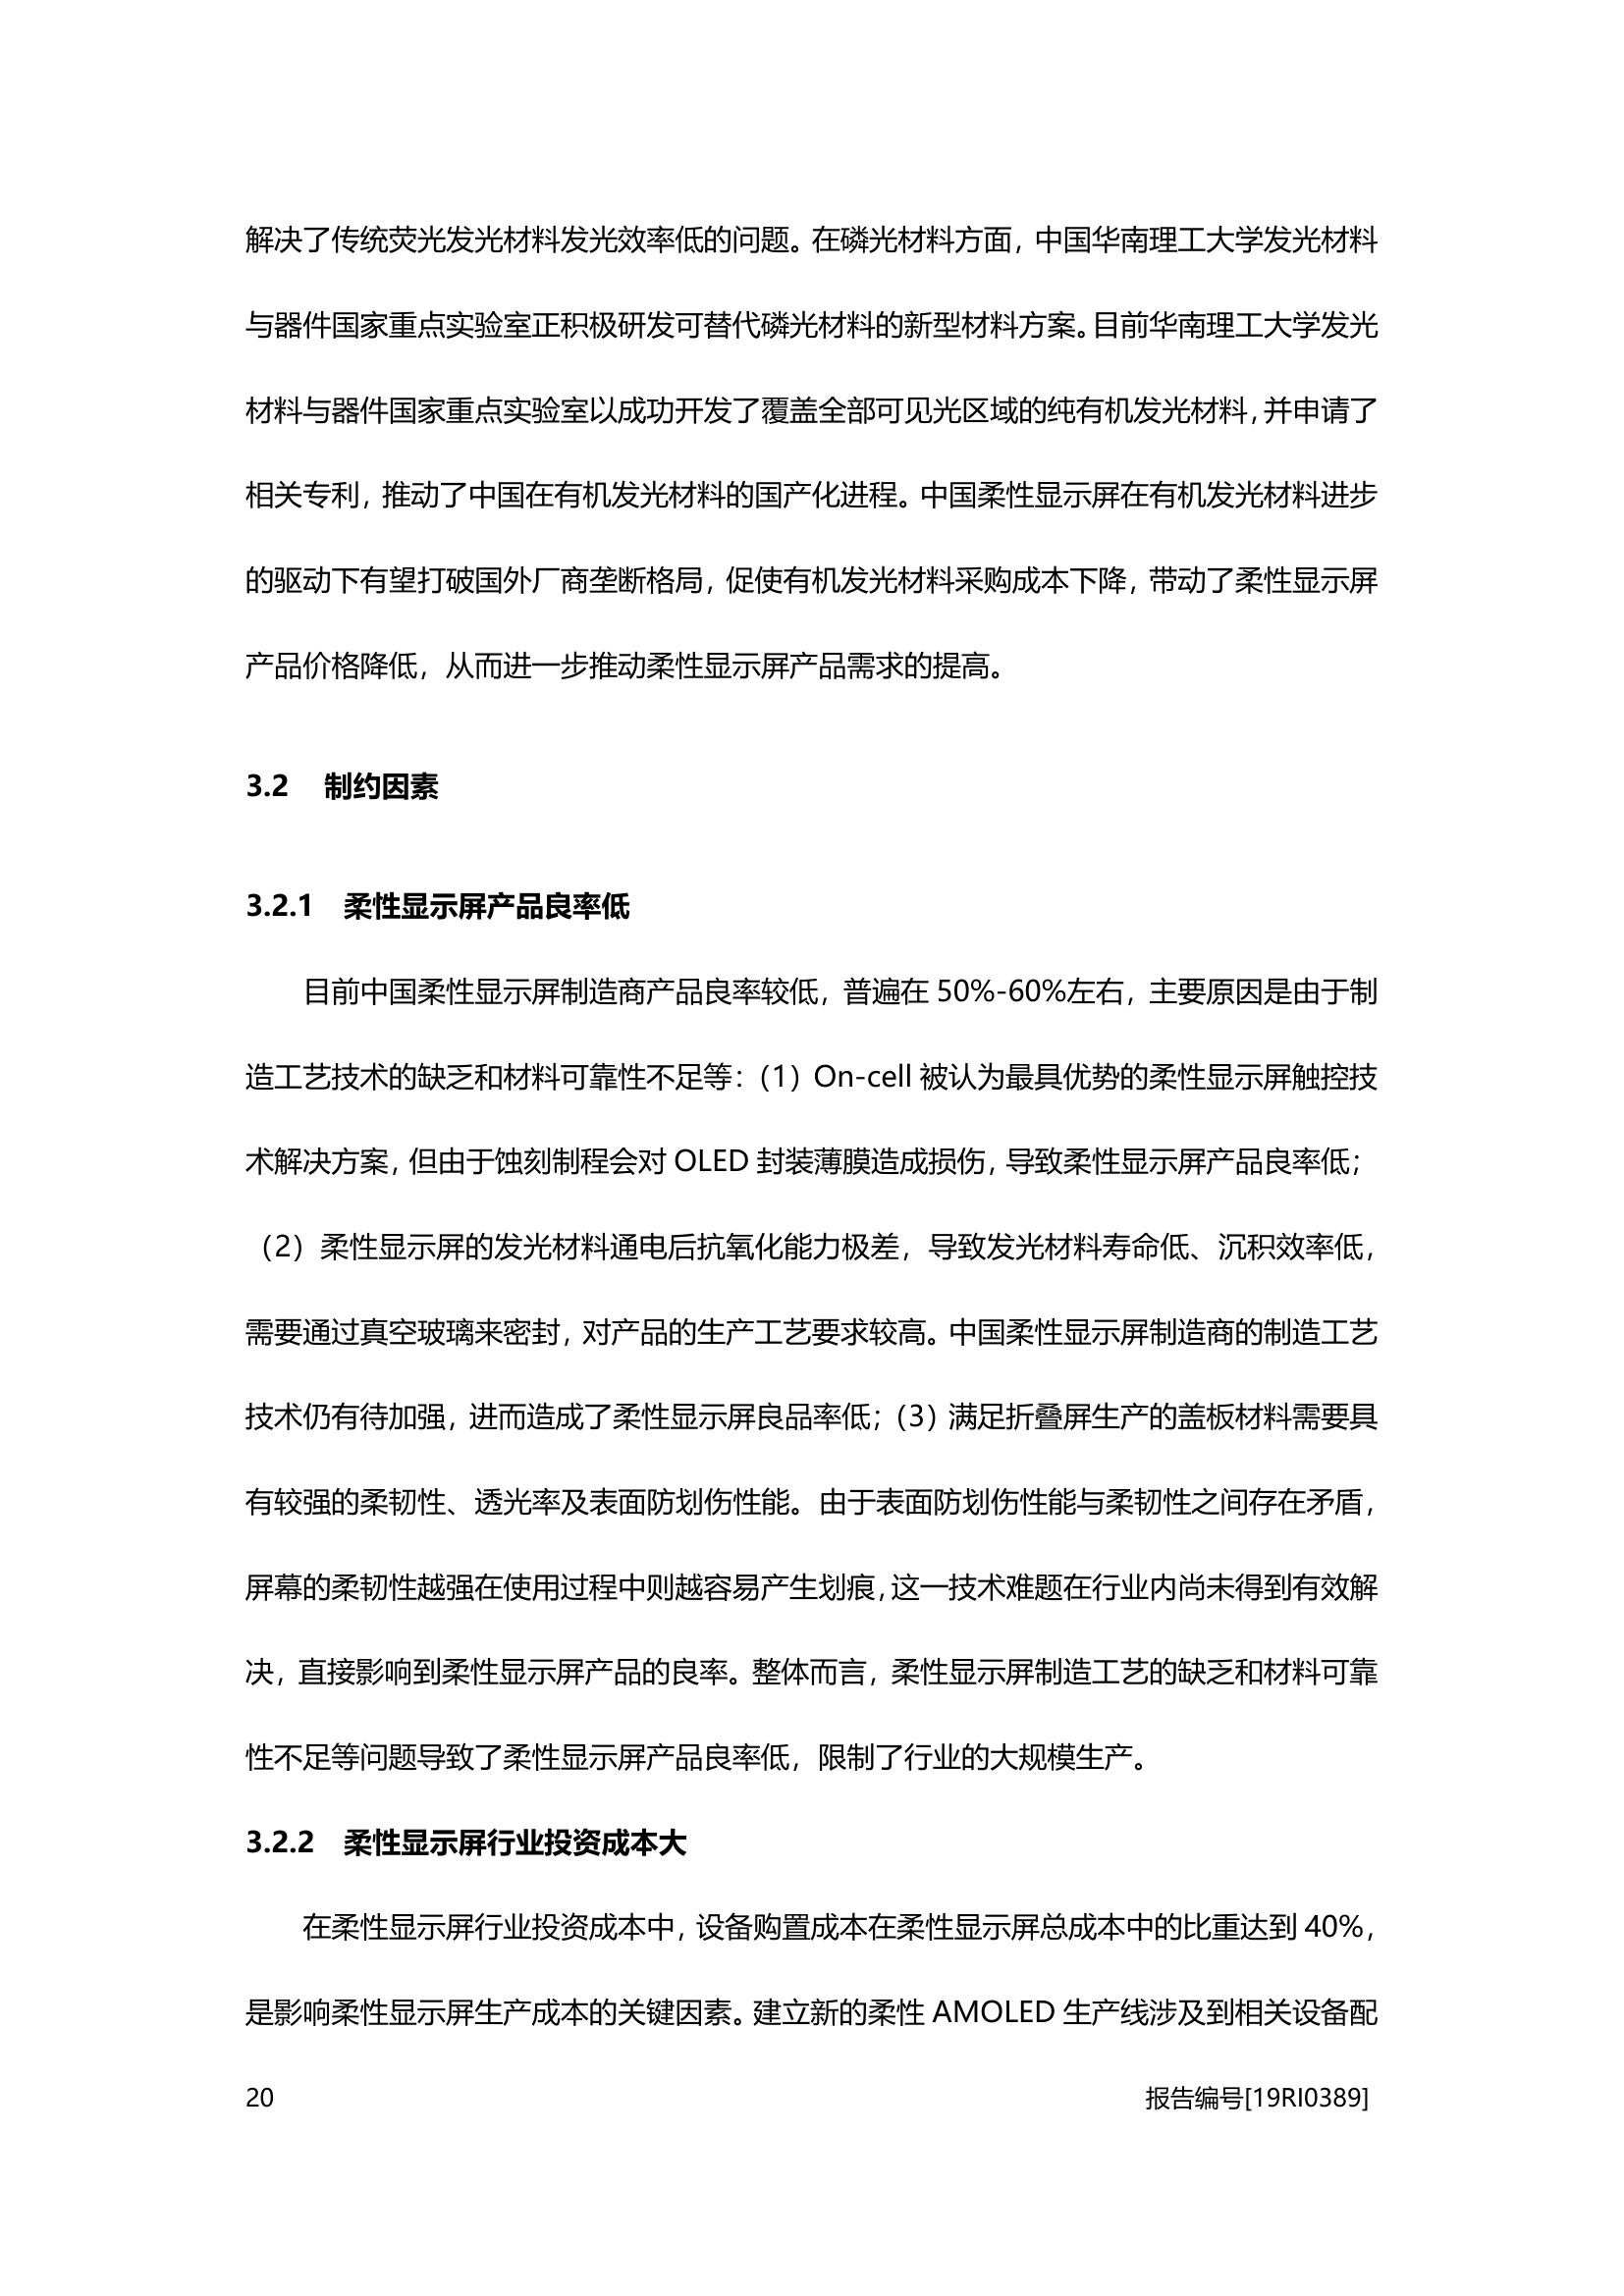 解决了传统荧光发光材料发光效率低的问题。在磷光材料方面，中国华南理工大学发光材料
与器件国家重点实验室正积极研发可替代磷光材料的新型材料方案。目前华南理工大学发光
材料与器件国家重点实验室以成功开发了覆盖全部可见光区域的纯有机发光材料，并申请了
相关专利，推动了中国在有机发光材料的国产化进程。中国柔性显示屏在有机发光材料进步
的驱动下有望打破国外厂商垄断格局，促使有机发光材料采购成本下降，带动了柔性显示屏
产品价格降低，从而进一步推动柔性显示屏产品需求的提高。
3.2 制约因素
3.2.1 柔性显示屏产品良率低
目前中国柔性显示屏制造商产品良率较低，普遍在 50%-60%左右，主要原因是由于制
造工艺技术的缺乏和材料可靠性不足等：（1）On-cell 被认为最具优势的柔性显示屏触控技
术解决方案，但由于蚀刻制程会对 OLED 封装薄膜造成损伤，导致柔性显示屏产品良率低；
（2）柔性显示屏的发光材料通电后抗氧化能力极差，导致发光材料寿命低、沉积效率低，
需要通过真空玻璃来密封，对产品的生产工艺要求较高。中国柔性显示屏制造商的制造工艺
技术仍有待加强，进而造成了柔性显示屏良品率低；（3）满足折叠屏生产的盖板材料需要具
有较强的柔韧性、透光率及表面防划伤性能。由于表面防划伤性能与柔韧性之间存在矛盾，
屏幕的柔韧性越强在使用过程中则越容易产生划痕，这一技术难题在行业内尚未得到有效解
决，直接影响到柔性显示屏产品的良率。整体而言，柔性显示屏制造工艺的缺乏和材料可靠
性不足等问题导致了柔性显示屏产品良率低，限制了行业的大规模生产。
3.2.2 柔性显示屏行业投资成本大
在柔性显示屏行业投资成本中，设备购置成本在柔性显示屏总成本中的比重达到 40%，
是影响柔性显示屏生产成本的关键因素。建立新的柔性 AMOLED 生产线涉及到相关设备配
20 报告编号[19RI0389]